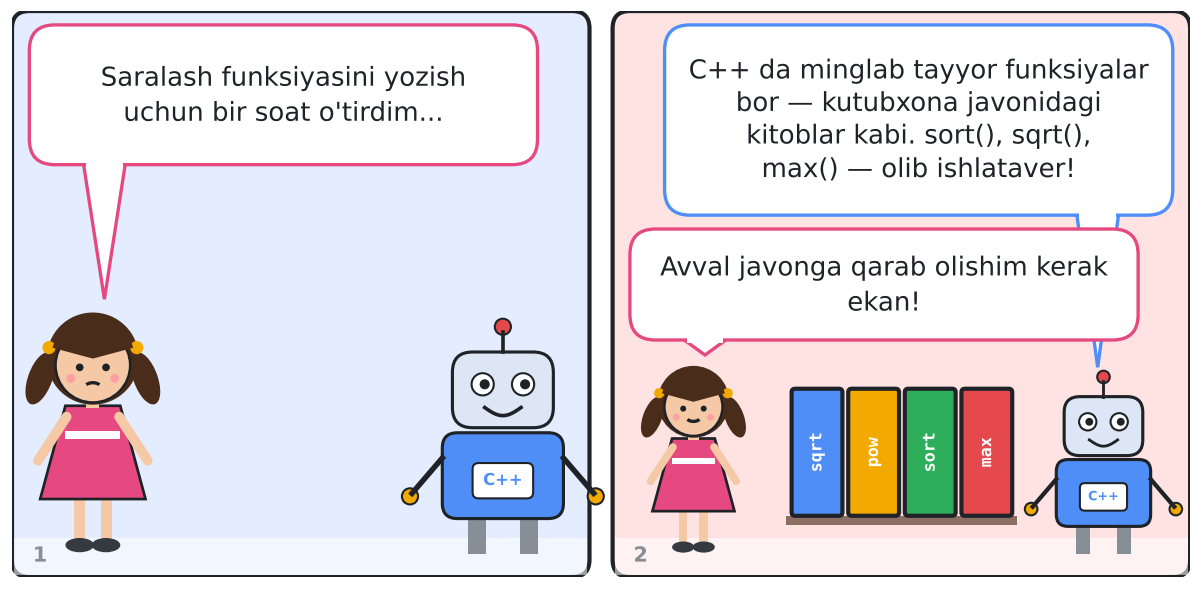 Saralash funksiyasini yozish
uchun bir soat o'tirdim...
C++
1
C++ da minglab tayyor funksiyalar
bor — kutubxona javonidagi
kitoblar kabi. sort(), sqrt(),
max() — olib ishlataver!
Avval javonga qarab olishim kerak
ekan!
sqrt
pow
sort
max
C++
2